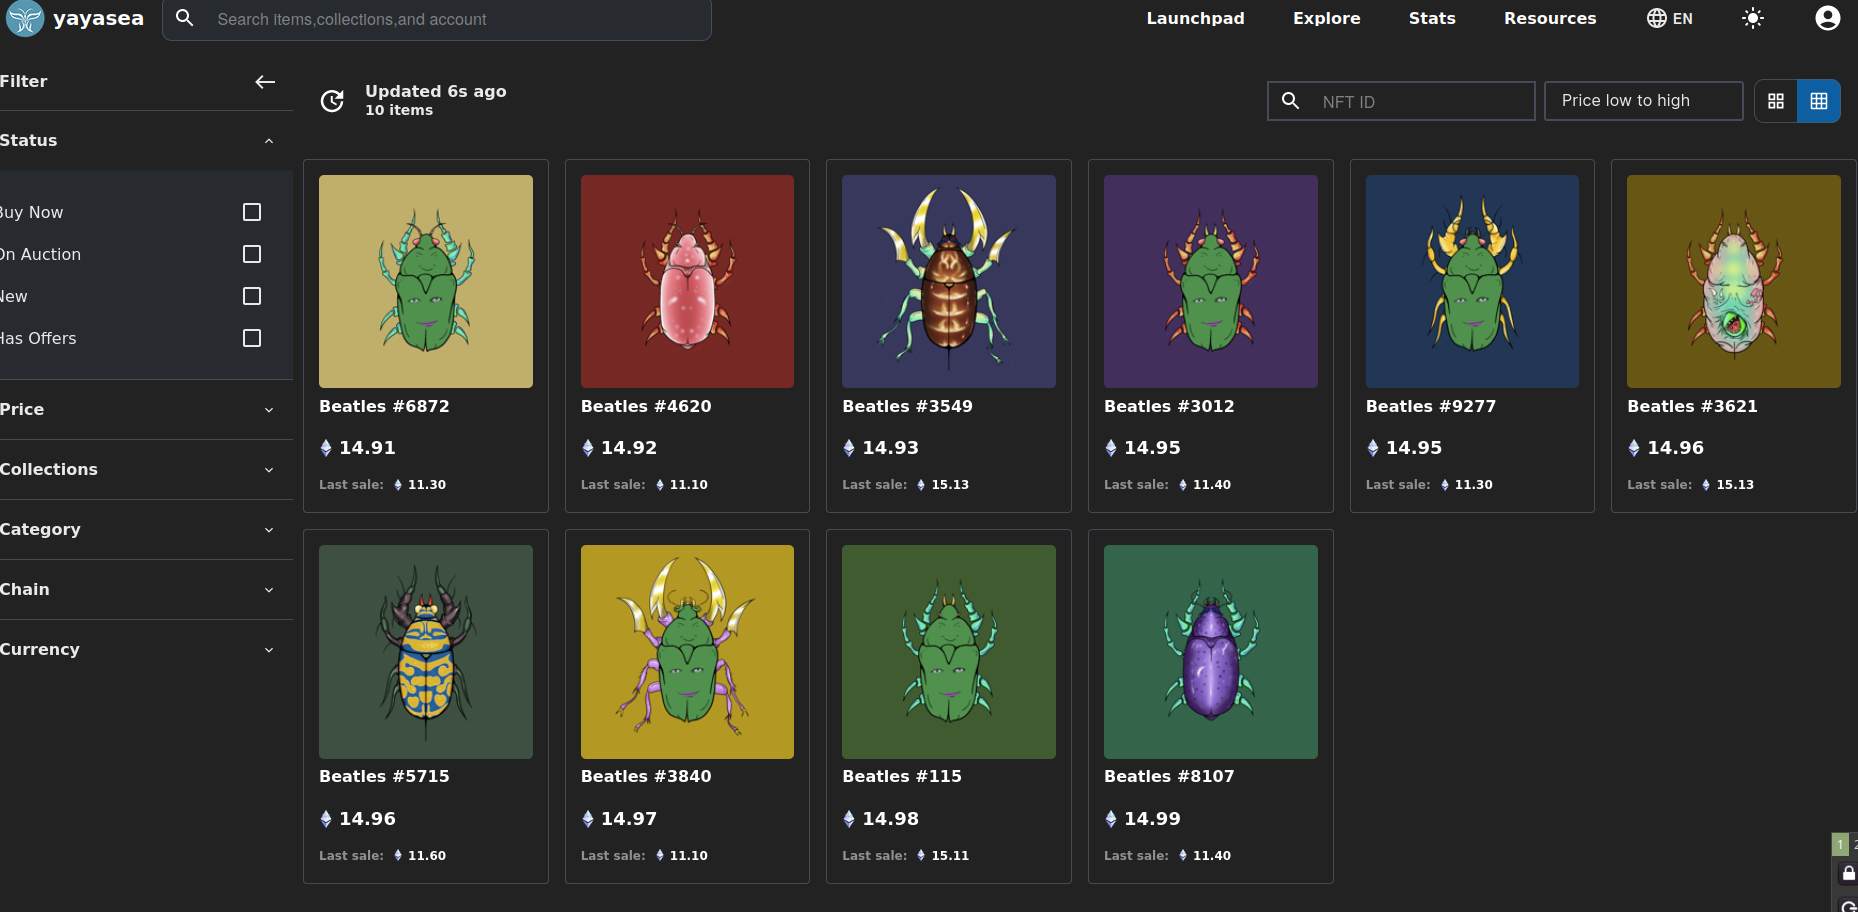 yayasea
Search items,collections,and account
Launchpad
Explore
Stats
Resources
EN
Filter
Status
Buy Now
On Auction
New
Has Offers
Price
Collections
Category
Chain
Currency
Updated 6s ago
10 items
NFT ID
Price low to high
Beatles #6872
14.91
Last sale: 11.30
Beatles #4620
14.92
Last sale: 11.10
Beatles #3549
14.93
Last sale: 15.13
Beatles #3012
14.95
Last sale: 11.40
Beatles #9277
14.95
Last sale: 11.30
Beatles #3621
14.96
Last sale: 15.13
Beatles #5715
14.96
Last sale: 11.60
Beatles #3840
14.97
Last sale: 11.10
Beatles #115
14.98
Last sale: 15.11
Beatles #8107
14.99
Last sale: 11.40
1 2